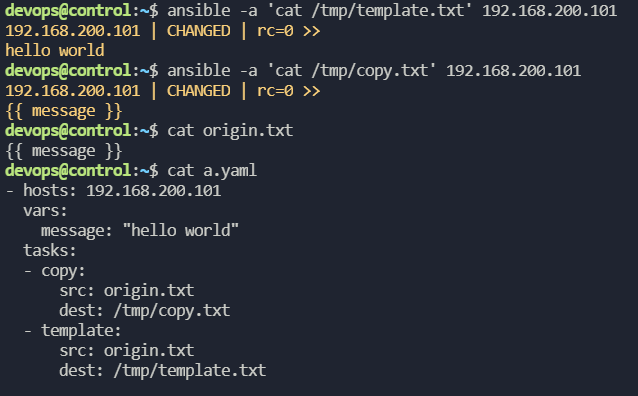 devops@control:~$ ansible -a 'cat /tmp/template.txt' 192.168.200.101
192.168.200.101 | CHANGED | rc=0 >>
hello world
devops@control:~$ ansible -a 'cat /tmp/copy.txt' 192.168.200.101
192.168.200.101 | CHANGED | rc=0 >>
{{ message }}
devops@control:~$ cat origin.txt
{{ message }}
devops@control:~$ cat a.yaml
- hosts: 192.168.200.101
  vars:
    message: "hello world"
  tasks:
  - copy:
      src: origin.txt
      dest: /tmp/copy.txt
  - template:
      src: origin.txt
      dest: /tmp/template.txt